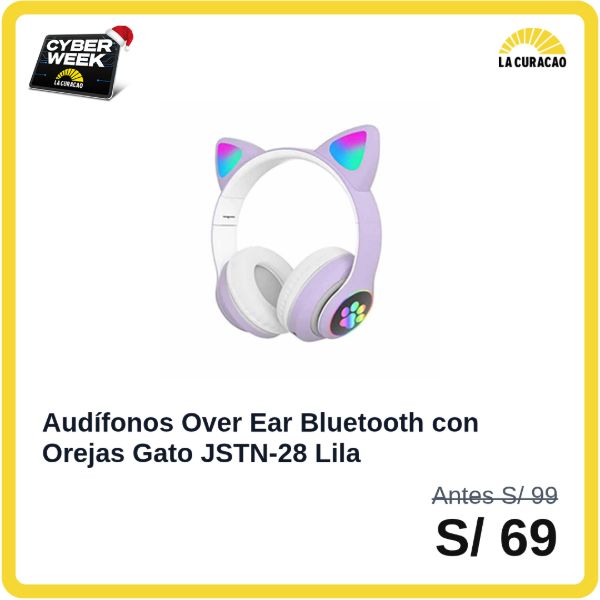 CYBER
WEEK
LA CURACAO
LA CURACAO
Audífonos Over Ear Bluetooth con
Orejas Gato JSTN-28 Lila
Antes S/ 99
S/ 69